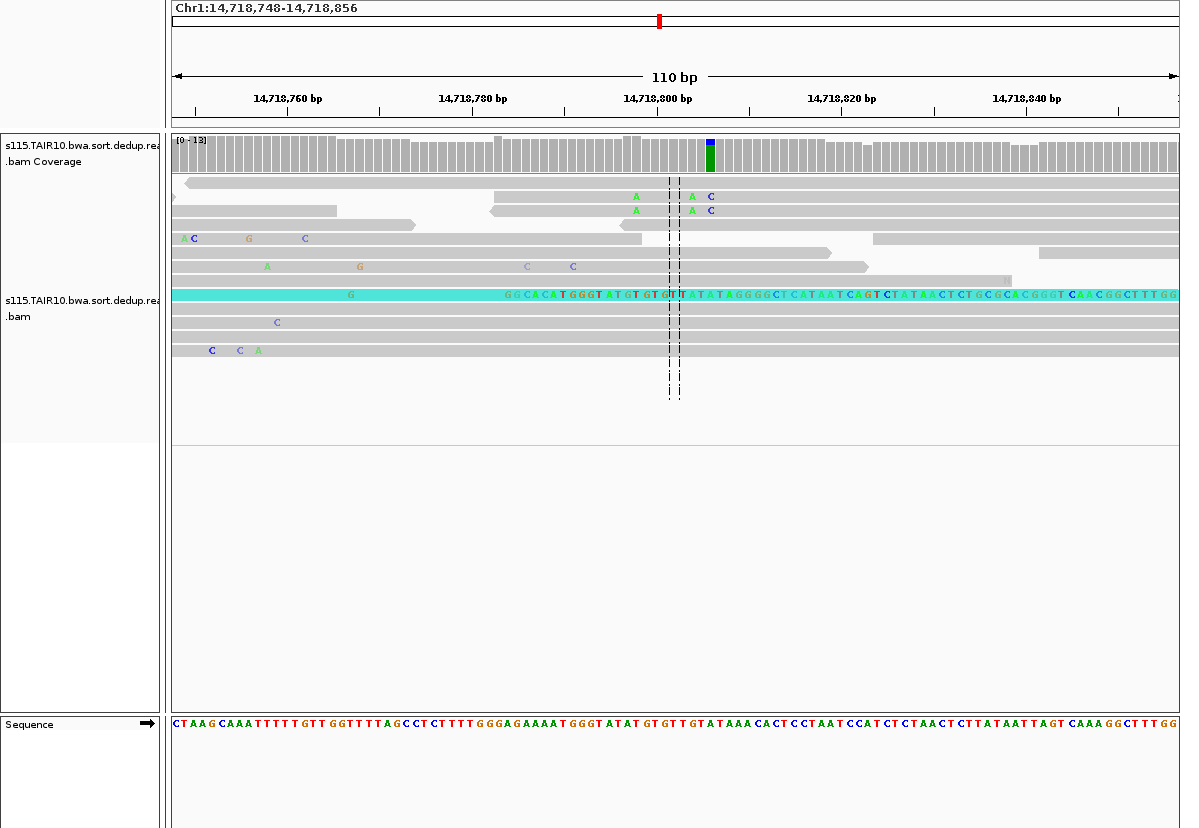 Chr1:14,718,748-14,718,856
110 bp
14,718,760 bp 14,718,780 bp 14,718,800 bp 14,718,820 bp 14,718,840 bp
s115.TAIR10.bwa.sort.dedup.rea
.bam Coverage
[0 - 13]
A A C
A A C
A C G C
A G C C
N
s115.TAIR10.bwa.sort.dedup.rea
.bam
G GGCACATGGGTATGTGTGTTATATAGGGGCTCATAATCAGTCTATAACTCTGCGCACGGGTCAACGGCTTTGG
C
C C A
Sequence
CTAAGCAAATTTTTGTTGGTTTTAGCCTCTTTTGGGAGAAAATGGGTATATGTGTTGTATAAACACTCCTAATCCATCTCTAACTCTTATAATTAGTCAAAGGCTTTGG